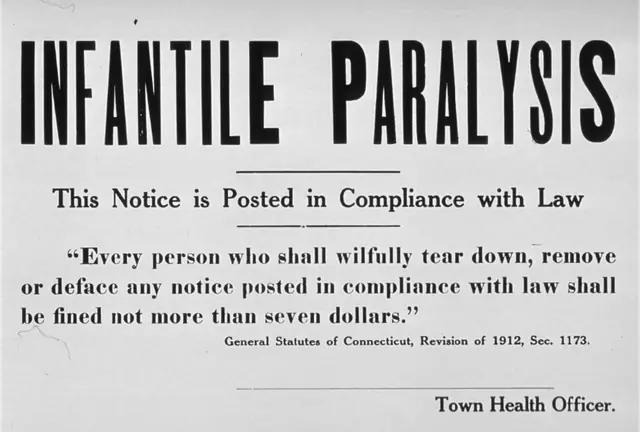 INFANTILE PARALYSIS
This Notice is Posted in Compliance with Law
“Every person who shall wilfully tear down, remove
or deface any notice posted in compliance with law shall
be fined not more than seven dollars.”
General Statutes of Connecticut, Revision of 1912, Sec. 1173.
Town Health Officer.